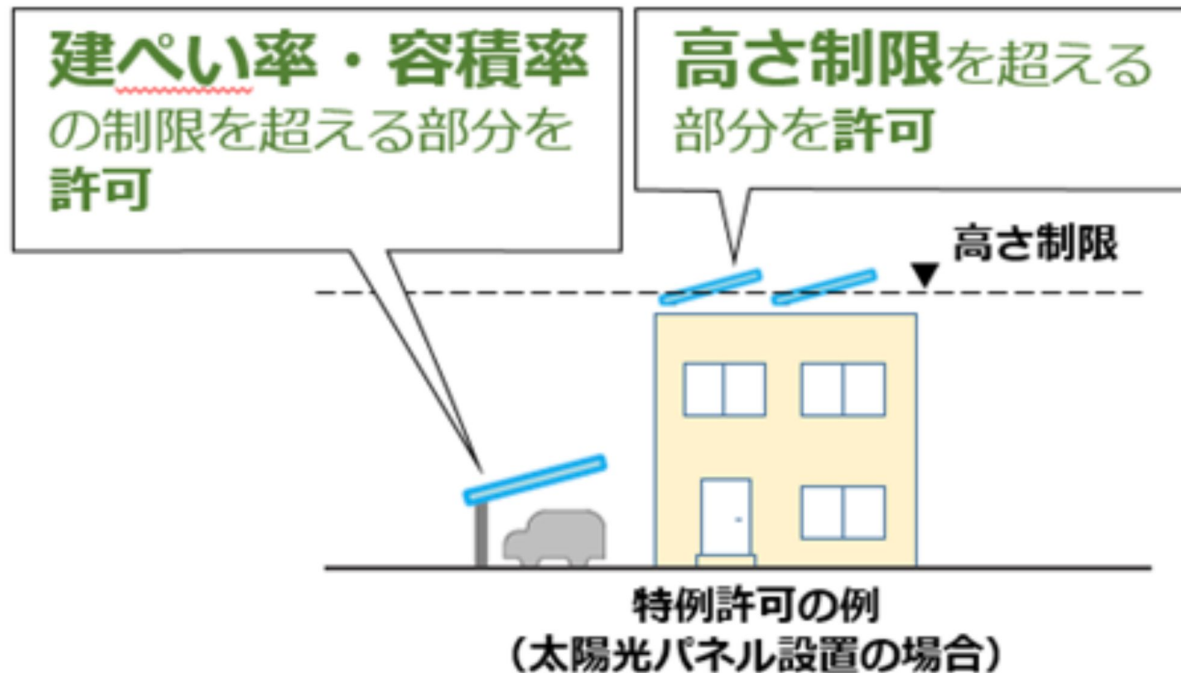 建ぺい率・容積率
の制限を超える部分を
許可
高さ制限を超える
部分を許可
高さ制限
特例許可の例
（太陽光パネル設置の場合）